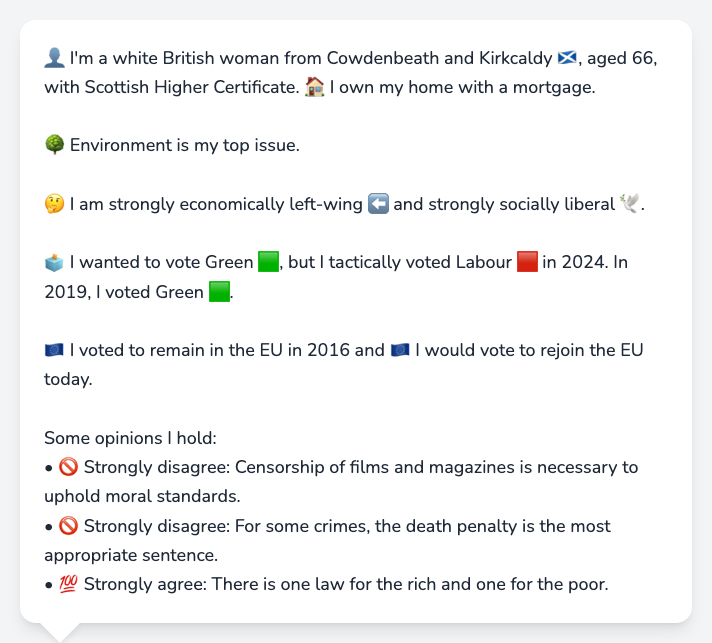 👤 I'm a white British woman from Cowdenbeath and Kirkcaldy 🏴󠁧󠁢󠁳󠁣󠁴󠁿, aged 66,
with Scottish Higher Certificate. 🏠 I own my home with a mortgage.
🌳 Environment is my top issue.
🤔 I am strongly economically left-wing ⬅️ and strongly socially liberal 🕊️.
🗳️ I wanted to vote Green 🟩, but I tactically voted Labour 🟥 in 2024. In
2019, I voted Green 🟩.
🇪🇺 I voted to remain in the EU in 2016 and 🇪🇺 I would vote to rejoin the EU
today.
Some opinions I hold:
• 🚫 Strongly disagree: Censorship of films and magazines is necessary to
uphold moral standards.
• 🚫 Strongly disagree: For some crimes, the death penalty is the most
appropriate sentence.
• 💯 Strongly agree: There is one law for the rich and one for the poor.